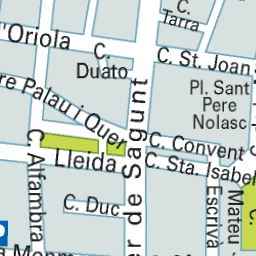 C.
Tarra
'Oriola
C.
Duato
C. St. Joan
Pl. Sant
Pere
Nolasc
re Palau i Quer
er de Sagunt
C. Convent
C. Sta. Isabel
Lleida
C. Alfambra
C. Duc
Escrivà
Mateu